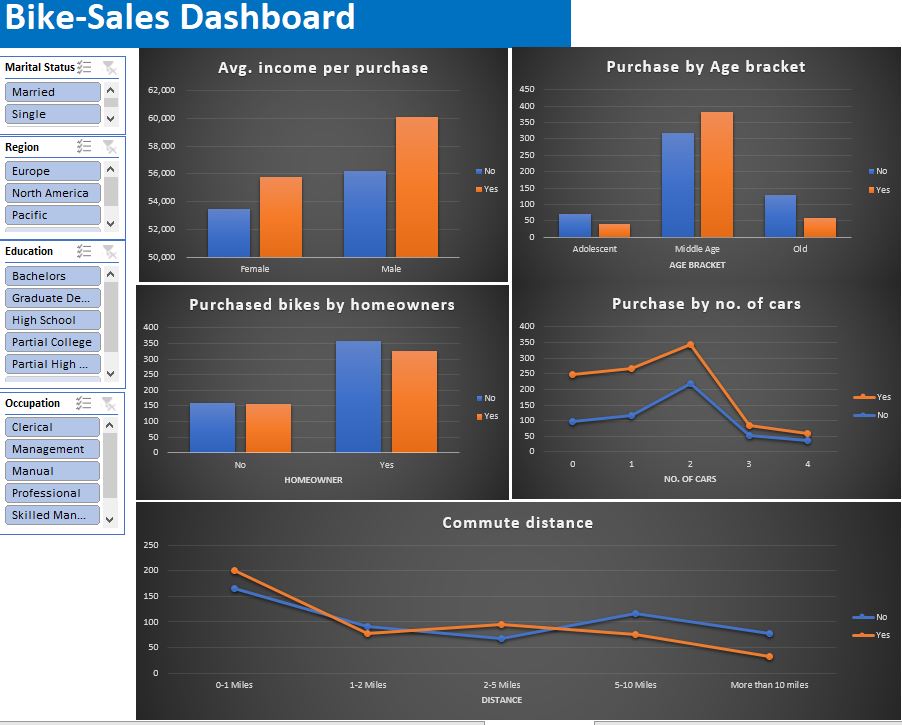 Bike-Sales Dashboard
Marital Status
Married
Single
Region
Europe
North America
Pacific
Education
Bachelors
Graduate De...
High School
Partial College
Partial High ...
Occupation
Clerical
Management
Manual
Professional
Skilled Man...
Avg. income per purchase
62,000
60,000
58,000
56,000
54,000
52,000
50,000
Female
Male
No
Yes
Purchase by Age bracket
450
400
350
300
250
200
150
100
50
0
Adolescent
Middle Age
Old
AGE BRACKET
No
Yes
Purchased bikes by homeowners
400
350
300
250
200
150
100
50
0
No
Yes
HOMEOWNER
No
Yes
Purchase by no. of cars
400
350
300
250
200
150
100
50
0
0
1
2
3
4
NO. OF CARS
Yes
No
Commute distance
250
200
150
100
50
0
0-1 Miles
1-2 Miles
2-5 Miles
5-10 Miles
More than 10 miles
DISTANCE
No
Yes